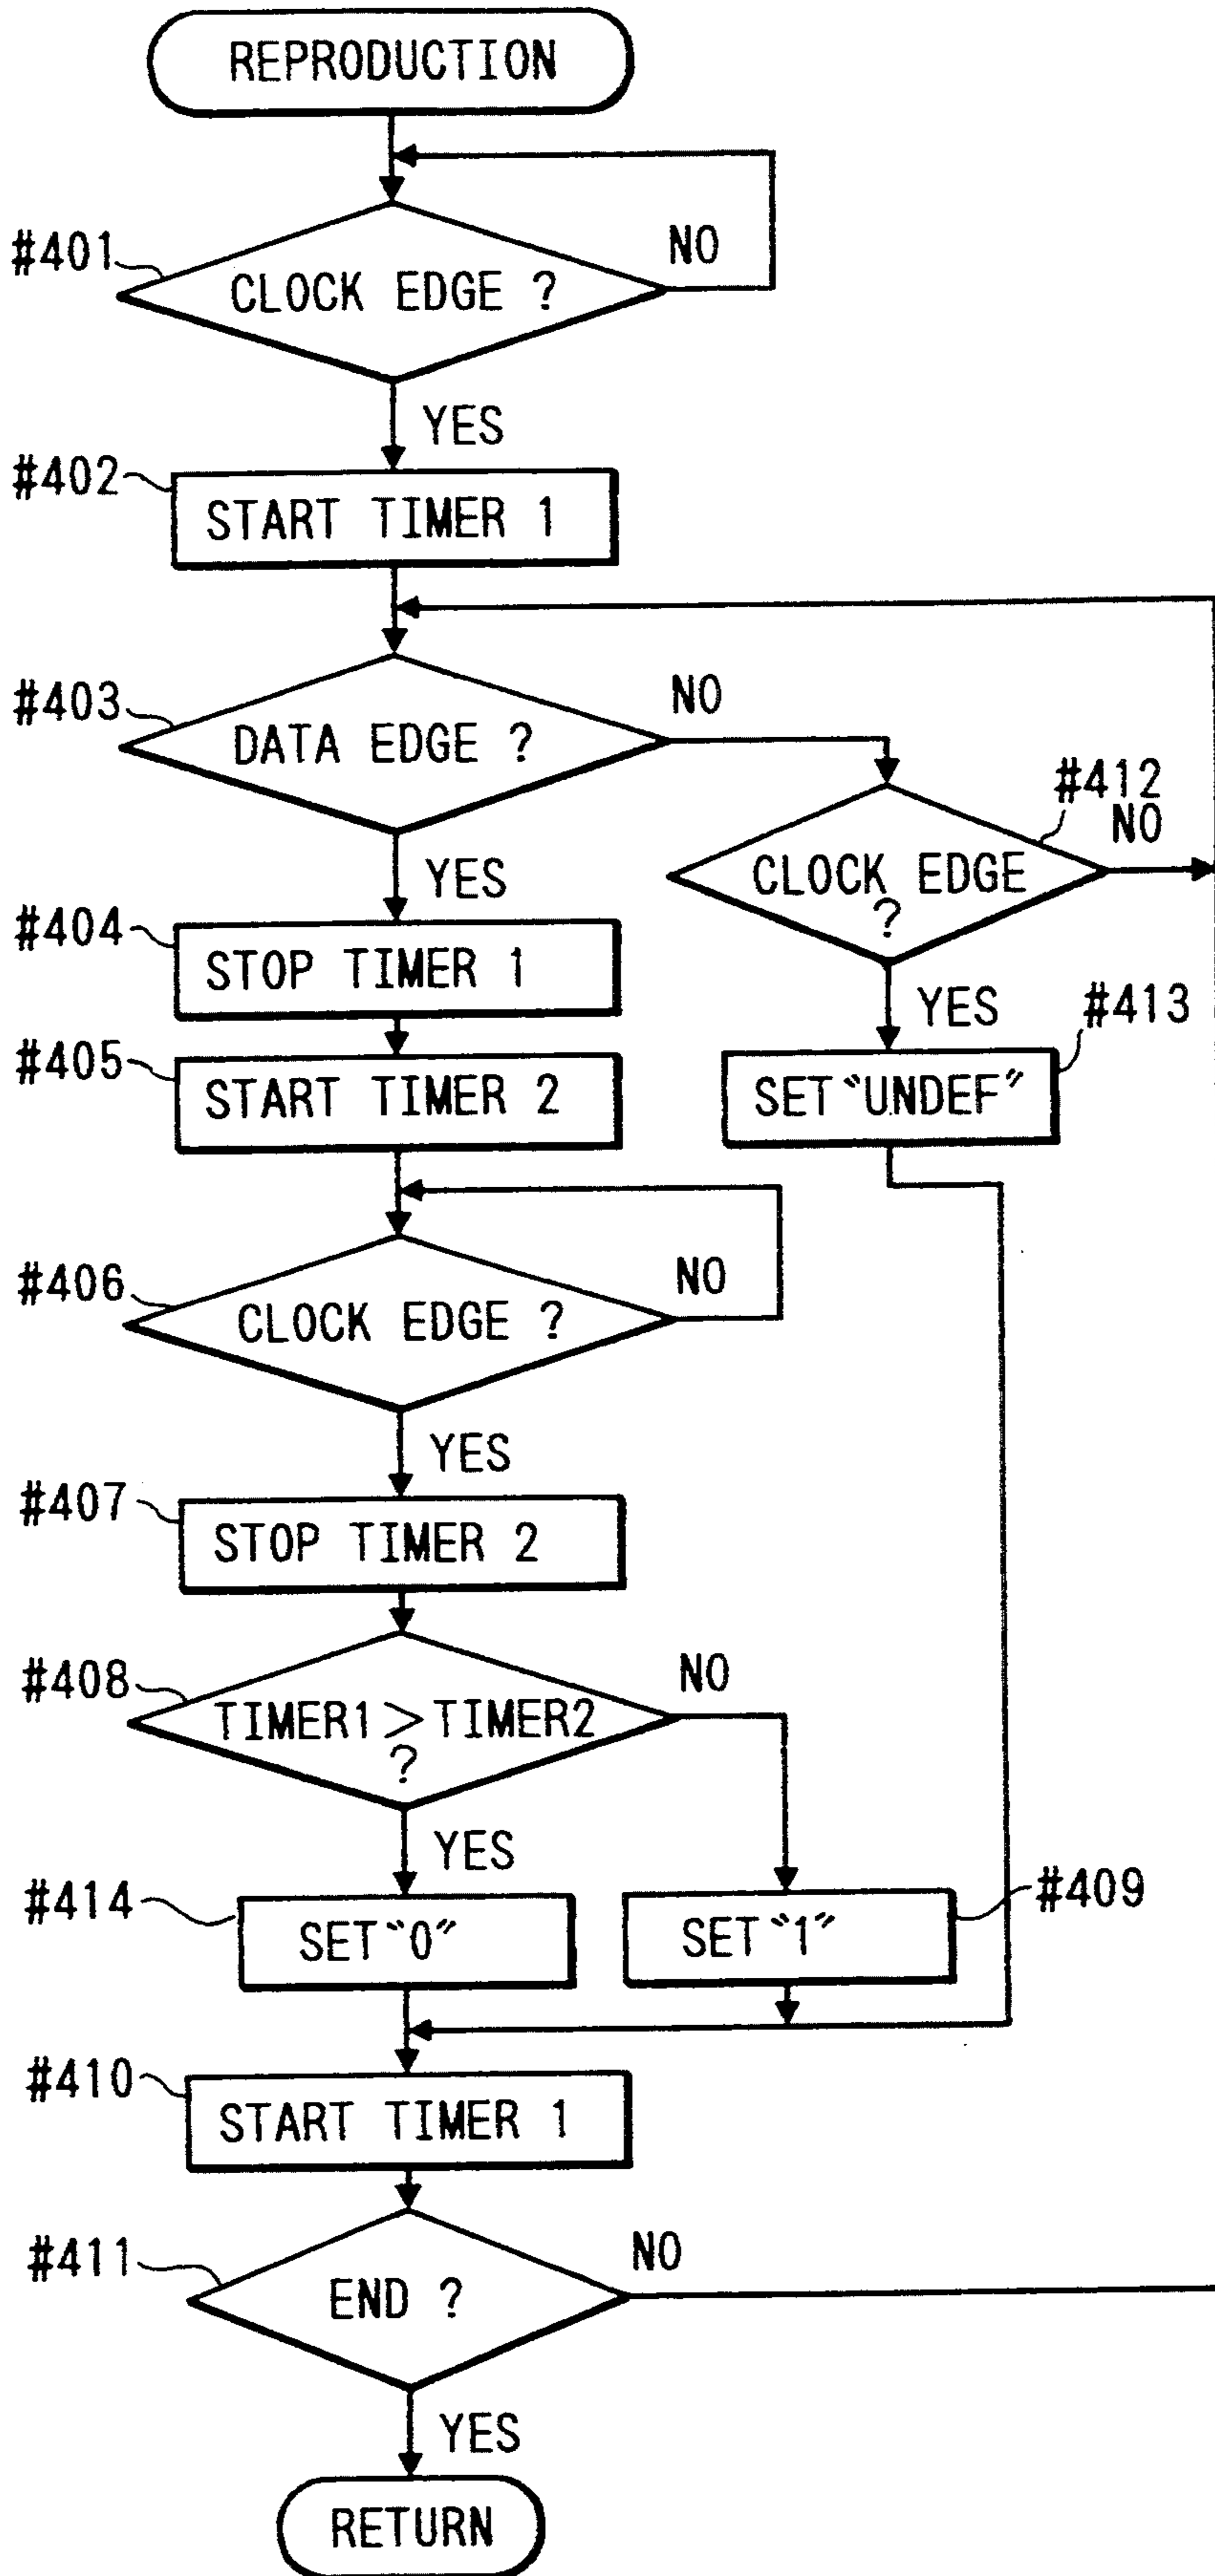 REPRODUCTION
#401
CLOCK EDGE ?
NO
YES
#402
START TIMER 1
#403
DATA EDGE ?
NO
#412
CLOCK EDGE
?
NO
YES
YES
#404
STOP TIMER 1
#413
SET "UNDEF"
#405
START TIMER 2
#406
CLOCK EDGE ?
NO
YES
#407
STOP TIMER 2
#408
TIMER1 > TIMER2
?
NO
YES
#414
SET "0"
SET "1"
#409
#410
START TIMER 1
#411
END ?
NO
YES
RETURN